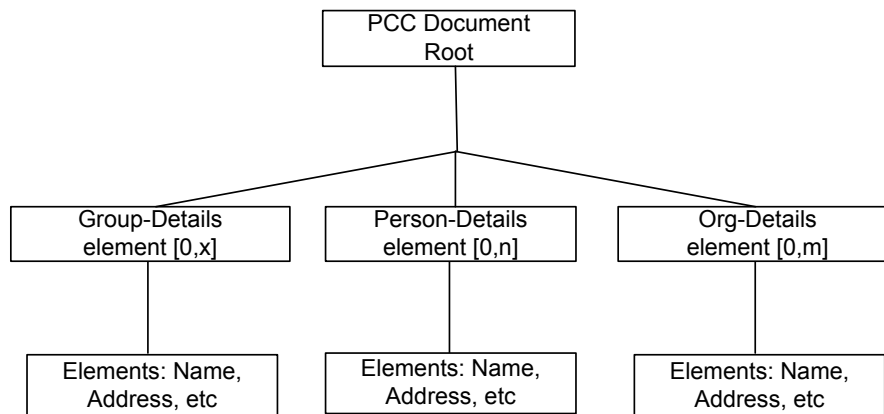 PCC Document
Root
Group-Details
element [0,x]
Person-Details
element [0,n]
Org-Details
element [0,m]
Elements: Name,
Address, etc
Elements: Name,
Address, etc
Elements: Name,
Address, etc